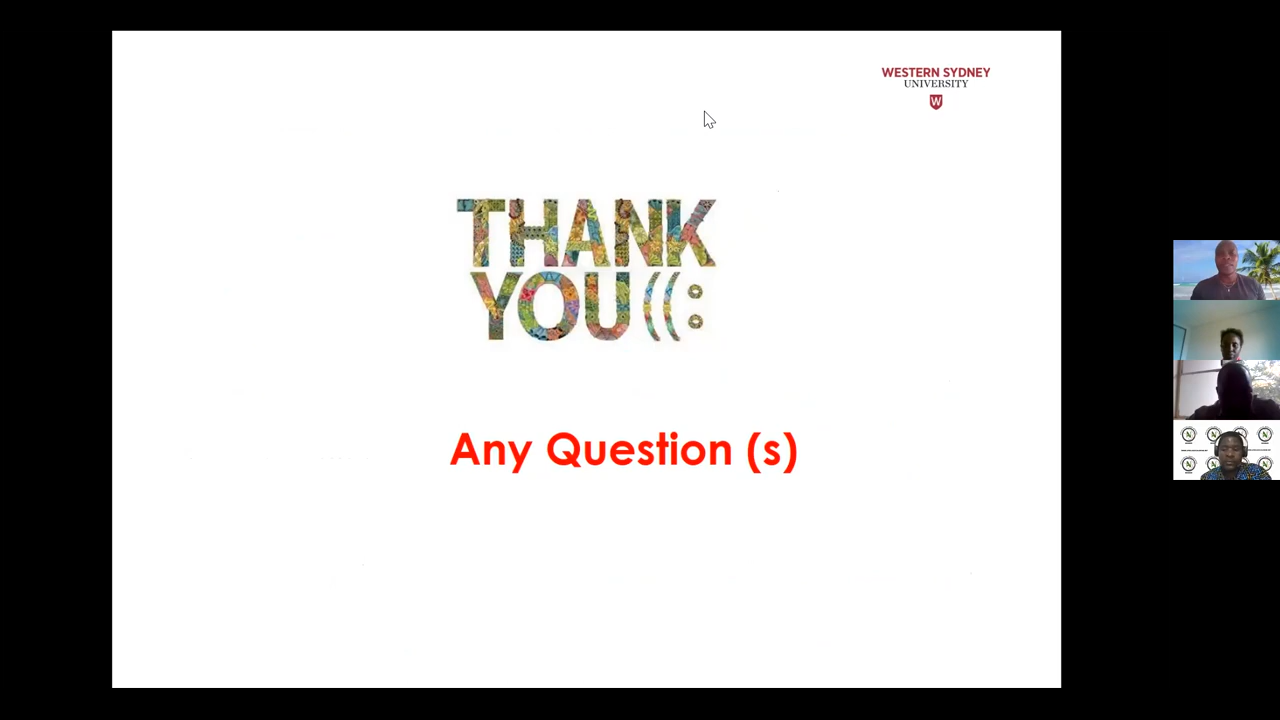 WESTERN SYDNEY
UNIVERSITY
W
THANK
YOU((:
Any Question (s)